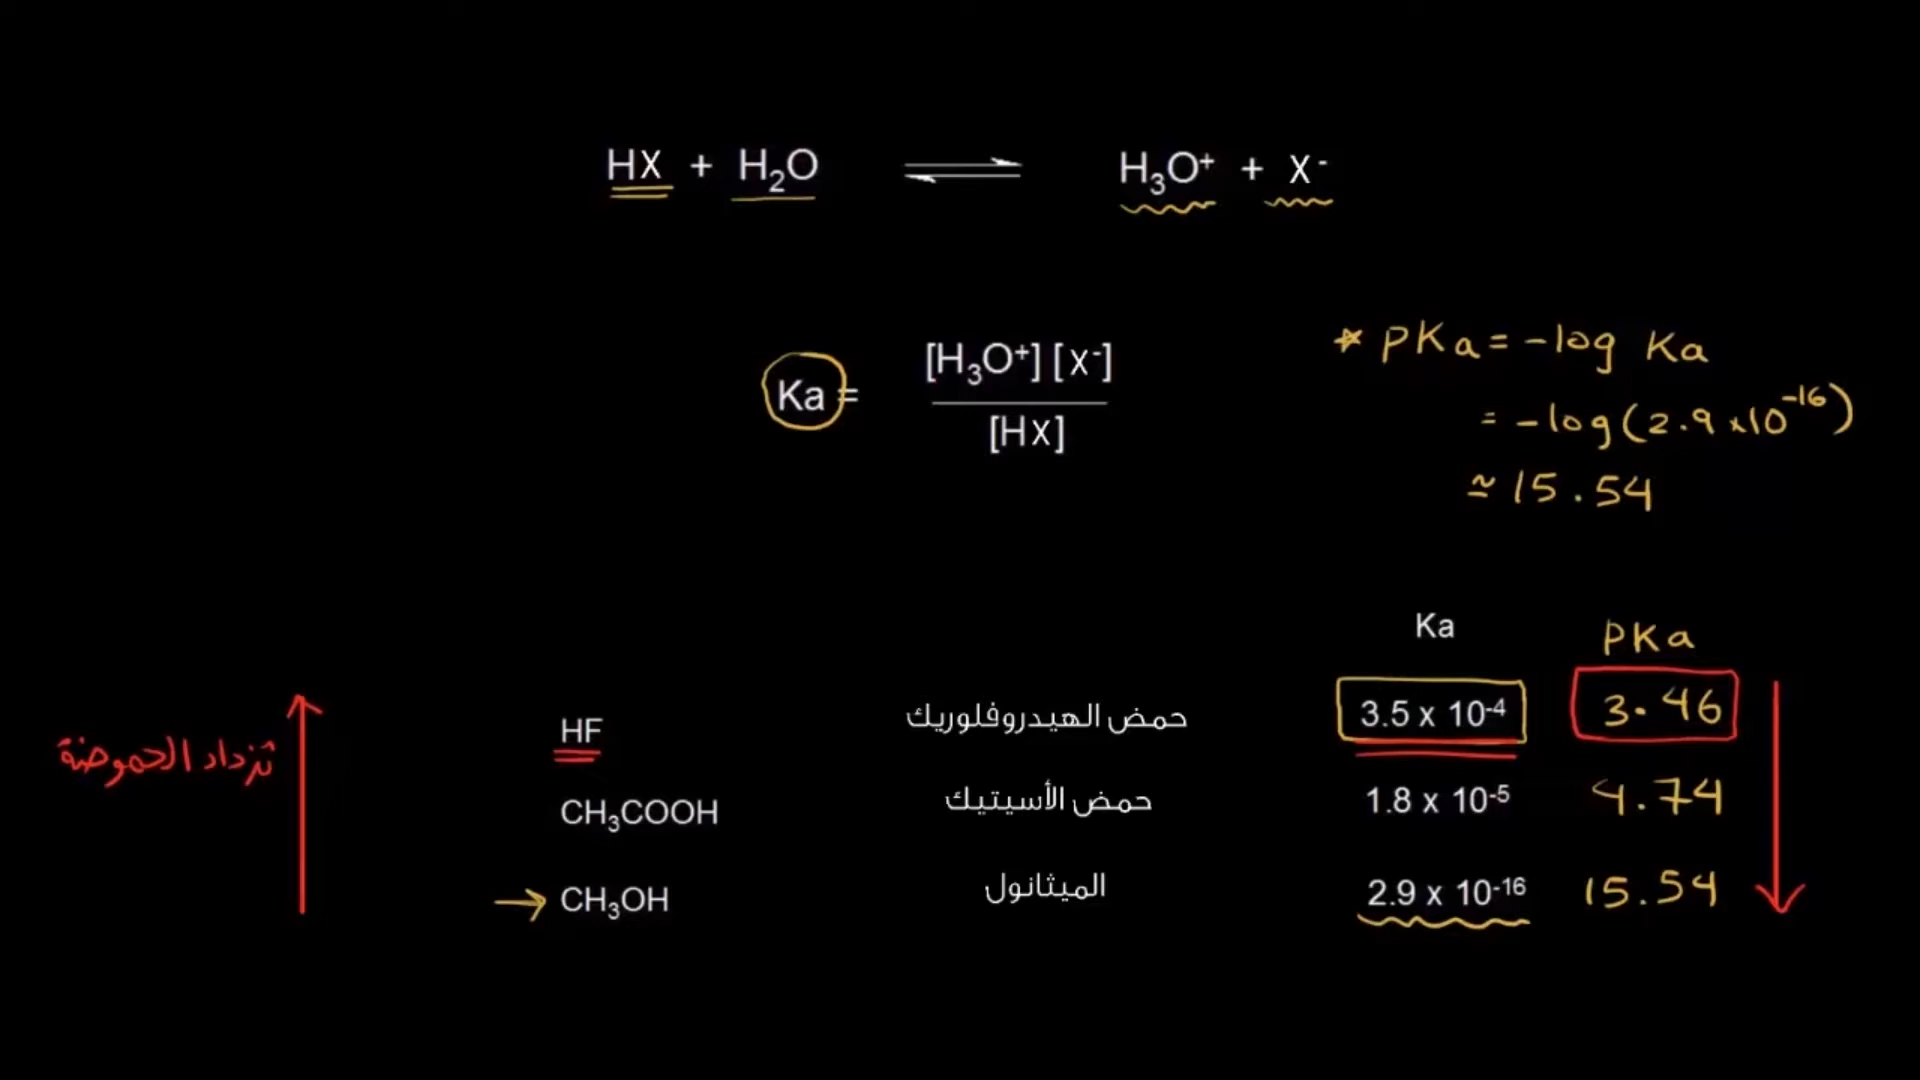 HX + H₂O ⇌ H₃O⁺ + X⁻
Ka = [H₃O⁺] [X⁻] / [HX]
* pKa = -log Ka
= -log(2.9 x10⁻¹⁶)
≃ 15.54
Ka PKa
HF حمض الهيدروفلوريك 3.5 x 10⁻⁴ 3.46
تزداد الحموضة
CH₃COOH حمض الأسيتيك 1.8 x 10⁻⁵ 4.74
→ CH₃OH الميثانول 2.9 x 10⁻¹⁶ 15.54